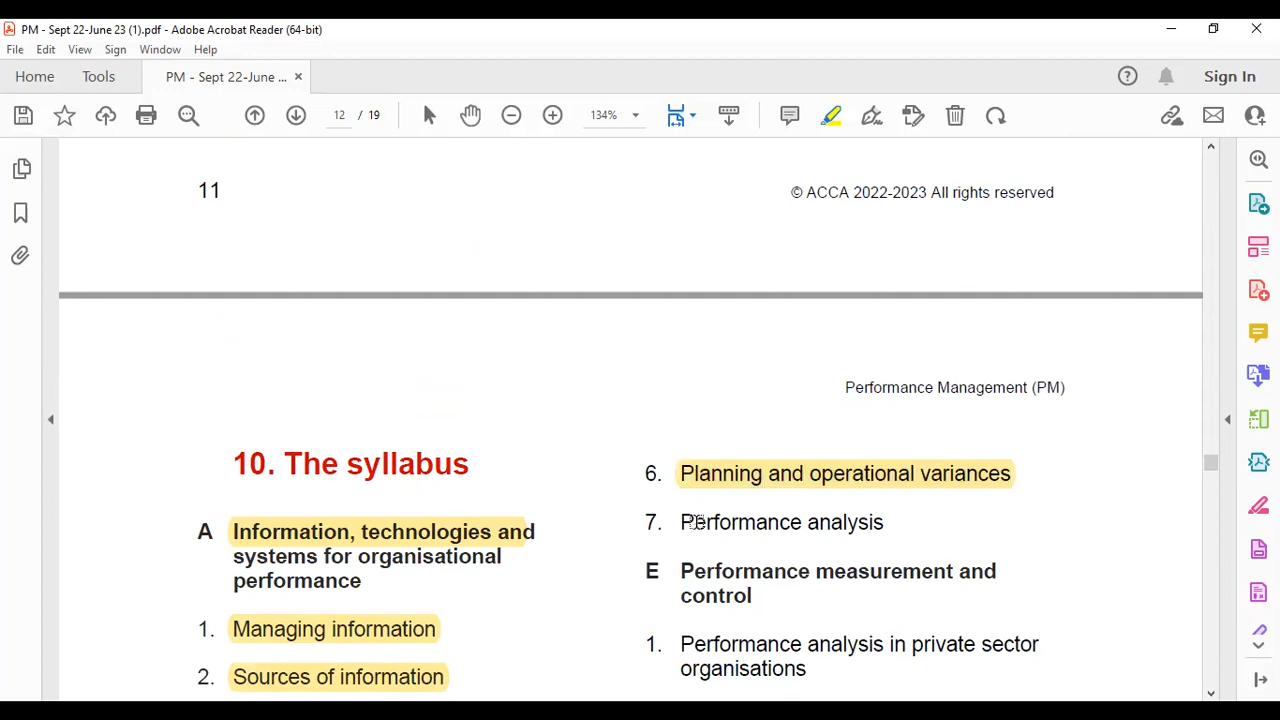 PM - Sept 22-June 23 (1).pdf - Adobe Acrobat Reader (64-bit)
File Edit View Sign Window Help
Home Tools PM - Sept 22-June ... × Sign In
12 / 19 134%
11 © ACCA 2022-2023 All rights reserved
Performance Management (PM)
10. The syllabus
A Information, technologies and
systems for organisational
performance
1. Managing information
2. Sources of information
6. Planning and operational variances
7. Performance analysis
E Performance measurement and
control
1. Performance analysis in private sector
organisations